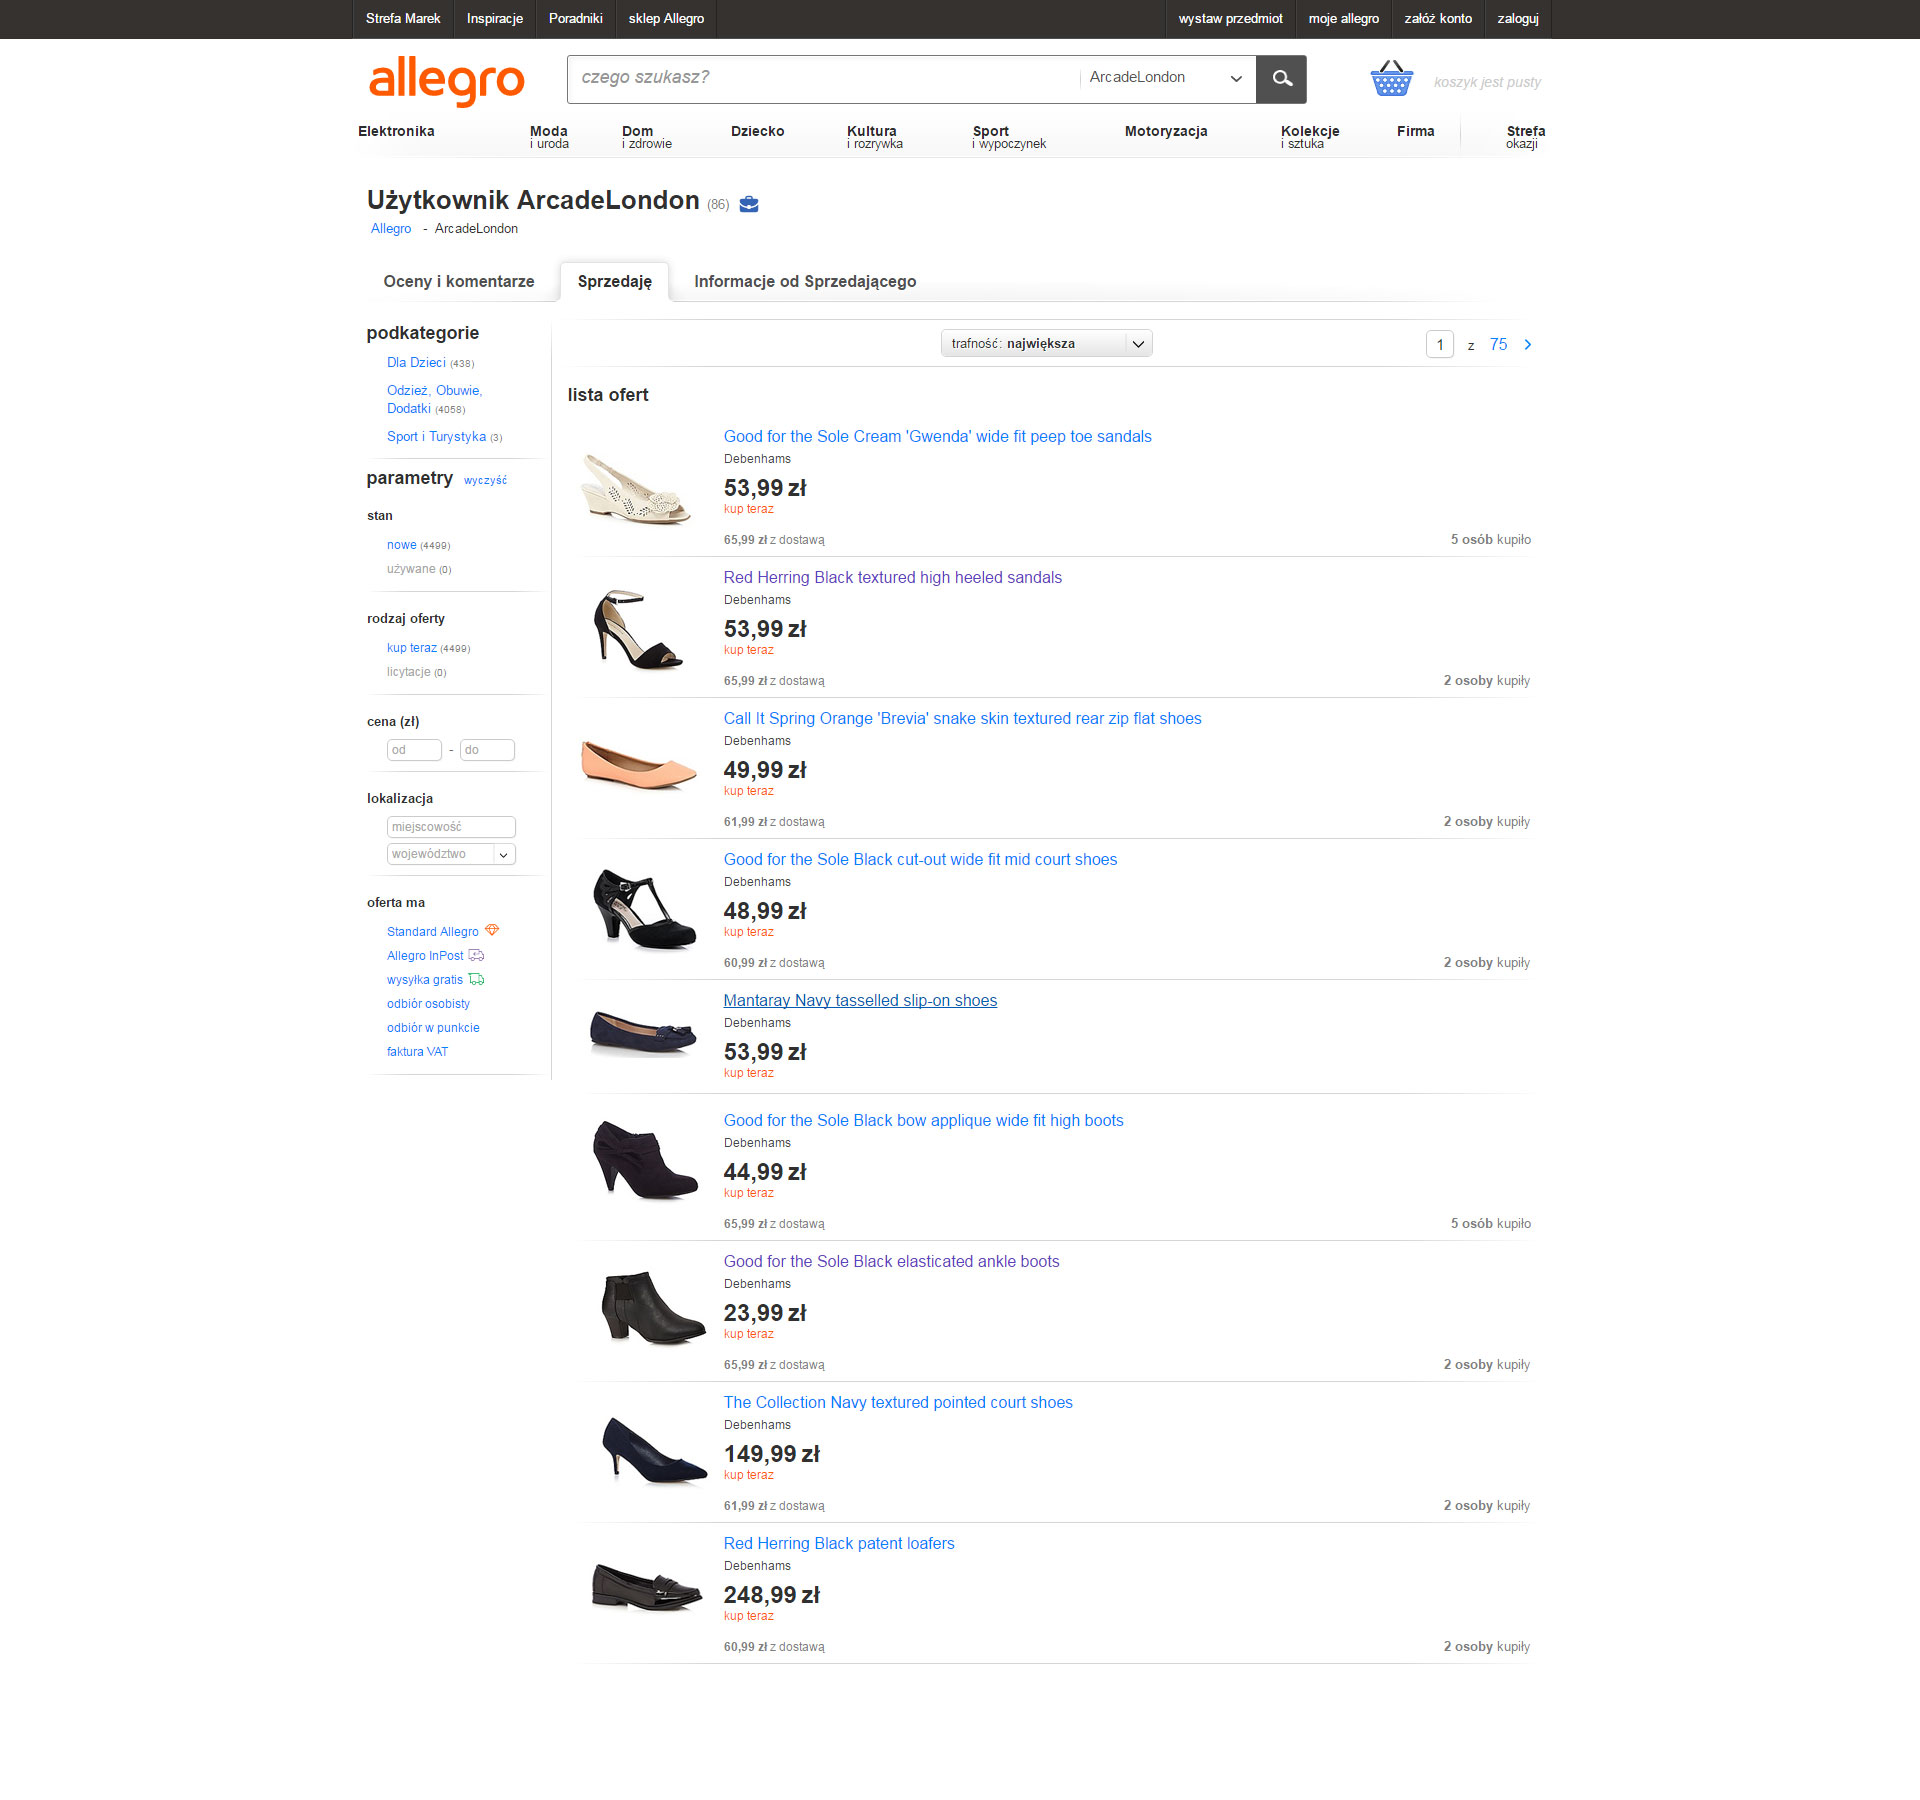 Strefa Marek Inspiracje Poradniki sklep Allegro wystaw przedmiot moje allegro załóż konto zaloguj
allegro czego szukasz? ArcadeLondon koszyk jest pusty
Elektronika Moda Dom Dziecko Kultura Sport Motoryzacja Kolekcje Firma Strefa
i uroda i zdrowie i rozrywka i wypoczynek i sztuka okazji
Użytkownik ArcadeLondon (86)
Allegro - ArcadeLondon
Oceny i komentarze Sprzedaję Informacje od Sprzedającego
podkategorie
Dla Dzieci (438)
Odzież, Obuwie,
Dodatki (4058)
Sport i Turystyka (3)
parametry wyczyść
stan
nowe (4499)
używane (0)
rodzaj oferty
kup teraz (4499)
licytacje (0)
cena (zł)
od - do
lokalizacja
miejscowość
województwo
oferta ma
Standard Allegro
Allegro InPost
wysyłka gratis
odbiór osobisty
odbiór w punkcie
faktura VAT
trafność: największa 1 z 75
lista ofert
Good for the Sole Cream 'Gwenda' wide fit peep toe sandals
Debenhams
53,99 zł
kup teraz
65,99 zł z dostawą 5 osób kupiło
Red Herring Black textured high heeled sandals
Debenhams
53,99 zł
kup teraz
65,99 zł z dostawą 2 osoby kupiły
Call It Spring Orange 'Brevia' snake skin textured rear zip flat shoes
Debenhams
49,99 zł
kup teraz
61,99 zł z dostawą 2 osoby kupiły
Good for the Sole Black cut-out wide fit mid court shoes
Debenhams
48,99 zł
kup teraz
60,99 zł z dostawą 2 osoby kupiły
Mantaray Navy tasselled slip-on shoes
Debenhams
53,99 zł
kup teraz
Good for the Sole Black bow applique wide fit high boots
Debenhams
44,99 zł
kup teraz
65,99 zł z dostawą 5 osób kupiło
Good for the Sole Black elasticated ankle boots
Debenhams
23,99 zł
kup teraz
65,99 zł z dostawą 2 osoby kupiły
The Collection Navy textured pointed court shoes
Debenhams
149,99 zł
kup teraz
61,99 zł z dostawą 2 osoby kupiły
Red Herring Black patent loafers
Debenhams
248,99 zł
kup teraz
60,99 zł z dostawą 2 osoby kupiły